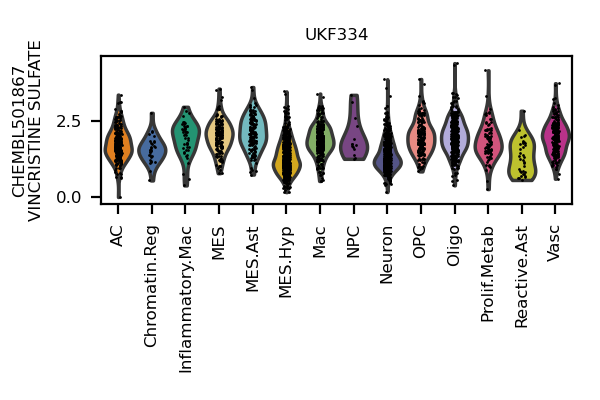 UKF334
CHEMBL501867
VINCRISTINE SULFATE
2.5
0.0
AC
Chromatin.Reg
Inflammatory.Mac
MES
MES.Ast
MES.Hyp
Mac
NPC
Neuron
OPC
Oligo
Prolif.Metab
Reactive.Ast
Vasc